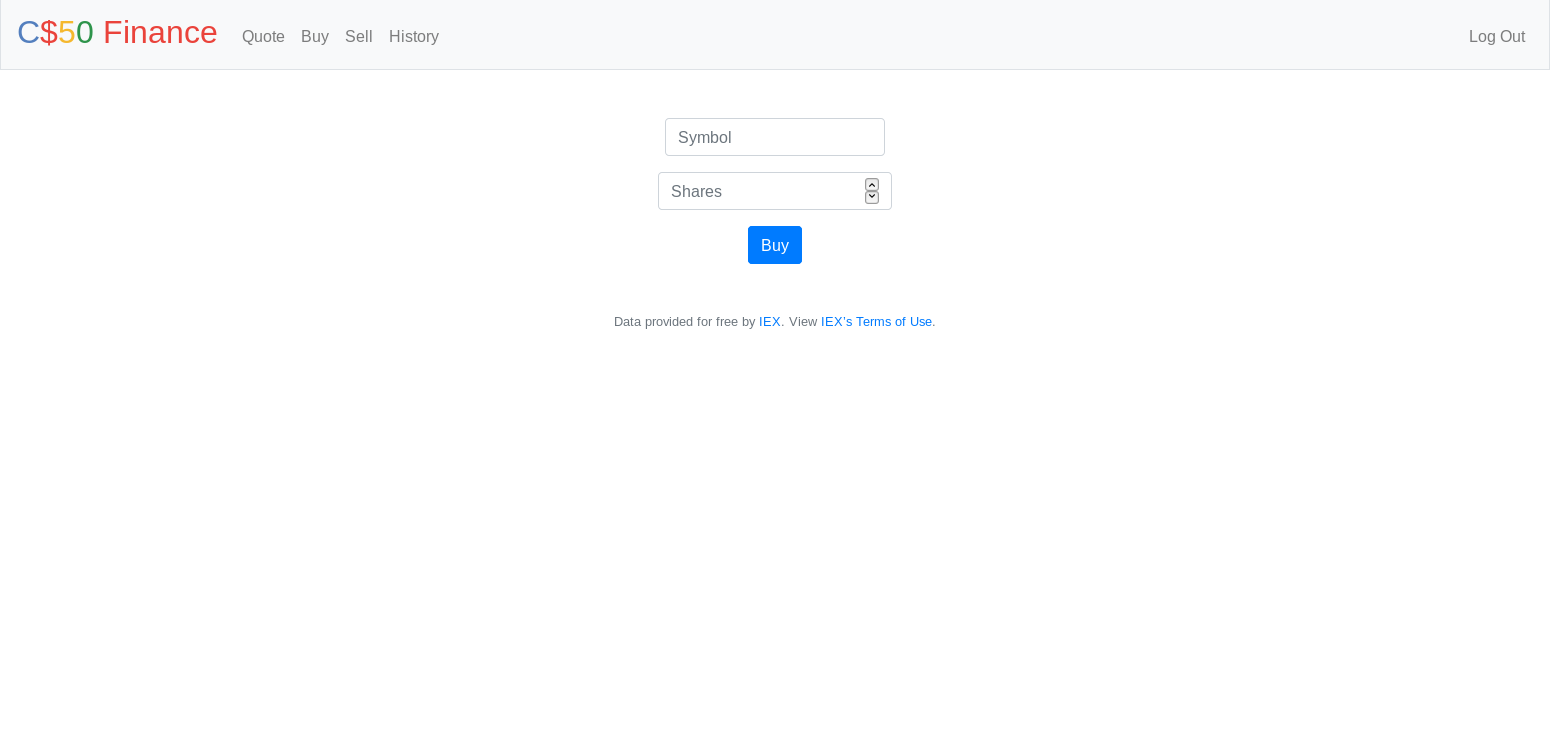 C$50 Finance Quote Buy Sell History Log Out
Symbol
Shares
Buy
Data provided for free by IEX. View IEX's Terms of Use.